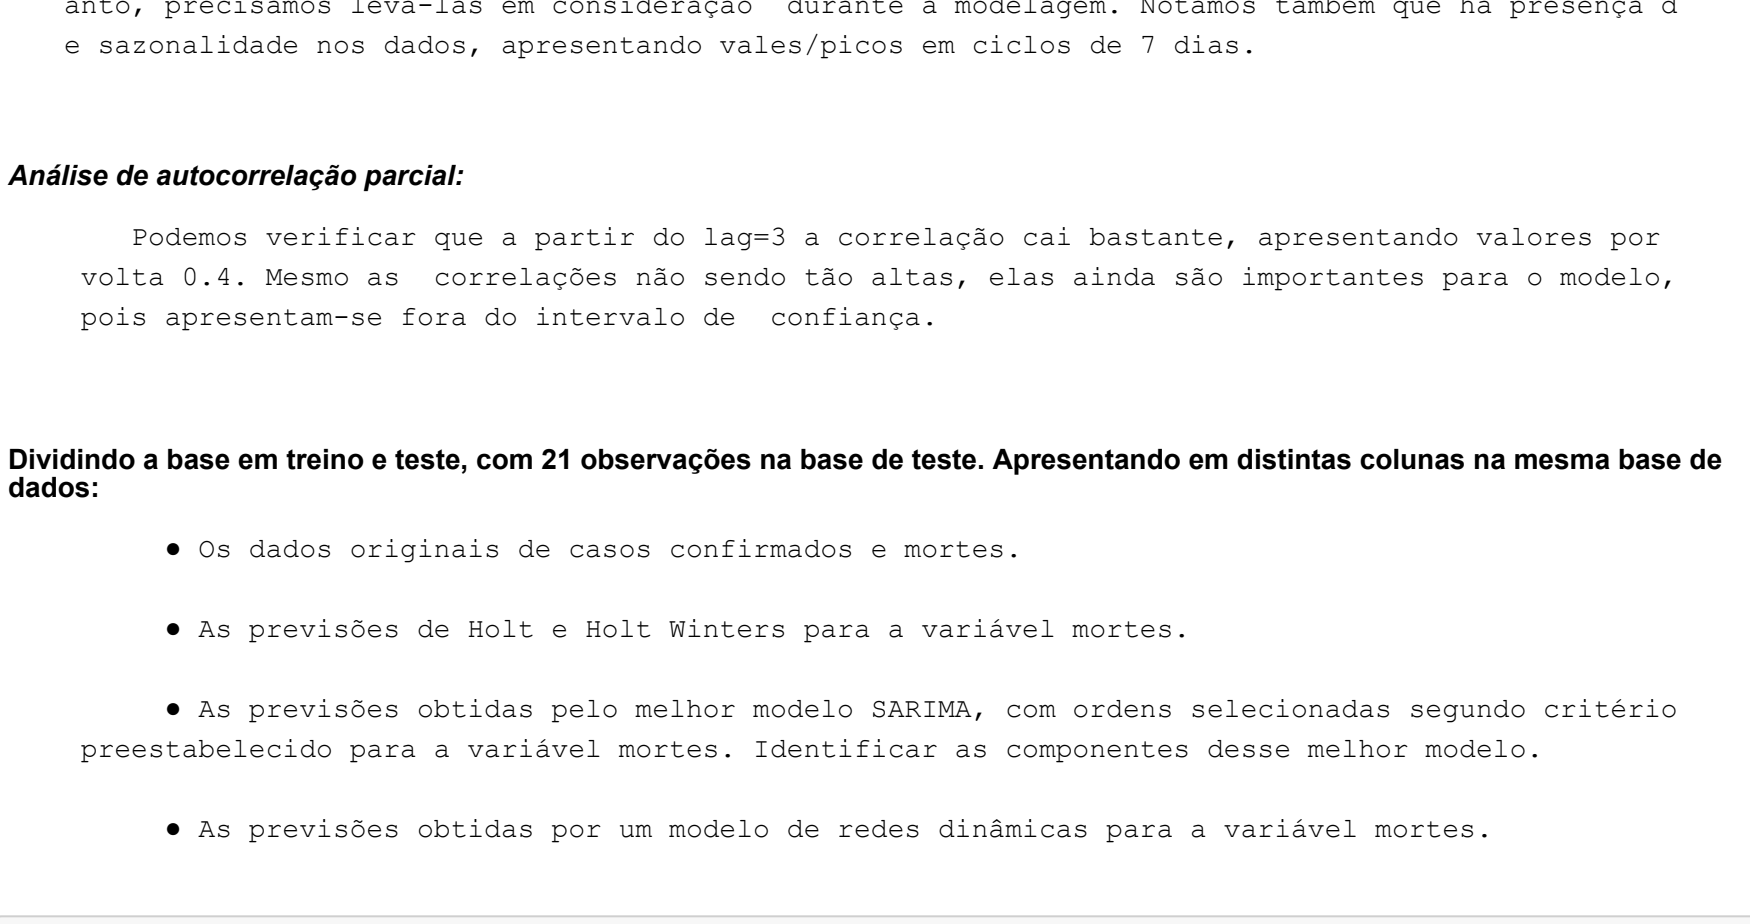 anto, precisamos levá-las em consideração  durante a modelagem. Notamos também que há presença d
e sazonalidade nos dados, apresentando vales/picos em ciclos de 7 dias.
Análise de autocorrelação parcial:
Podemos verificar que a partir do lag=3 a correlação cai bastante, apresentando valores por
volta 0.4. Mesmo as  correlações não sendo tão altas, elas ainda são importantes para o modelo,
pois apresentam-se fora do intervalo de  confiança.
Dividindo a base em treino e teste, com 21 observações na base de teste. Apresentando em distintas colunas na mesma base de
dados:
● Os dados originais de casos confirmados e mortes.
● As previsões de Holt e Holt Winters para a variável mortes.
● As previsões obtidas pelo melhor modelo SARIMA, com ordens selecionadas segundo critério
preestabelecido para a variável mortes. Identificar as componentes desse melhor modelo.
● As previsões obtidas por um modelo de redes dinâmicas para a variável mortes.